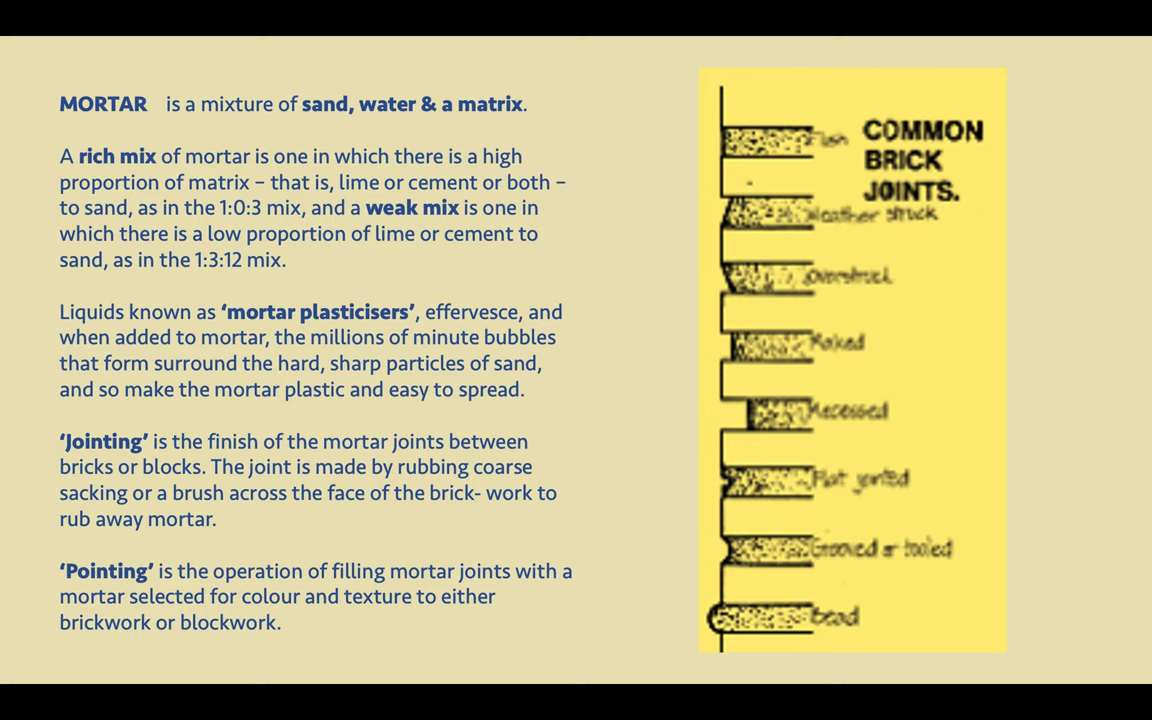 MORTAR is a mixture of sand, water & a matrix.
A rich mix of mortar is one in which there is a high
proportion of matrix – that is, lime or cement or both –
to sand, as in the 1:0:3 mix, and a weak mix is one in
which there is a low proportion of lime or cement to
sand, as in the 1:3:12 mix.
Liquids known as ‘mortar plasticisers’, effervesce, and
when added to mortar, the millions of minute bubbles
that form surround the hard, sharp particles of sand,
and so make the mortar plastic and easy to spread.
‘Jointing’ is the finish of the mortar joints between
bricks or blocks. The joint is made by rubbing coarse
sacking or a brush across the face of the brick- work to
rub away mortar.
‘Pointing’ is the operation of filling mortar joints with a
mortar selected for colour and texture to either
brickwork or blockwork.
COMMON
BRICK
JOINTS.
Weather struck
Overstruck
Raked
Recessed
Flat jointed
Grooved or tooled
Bead